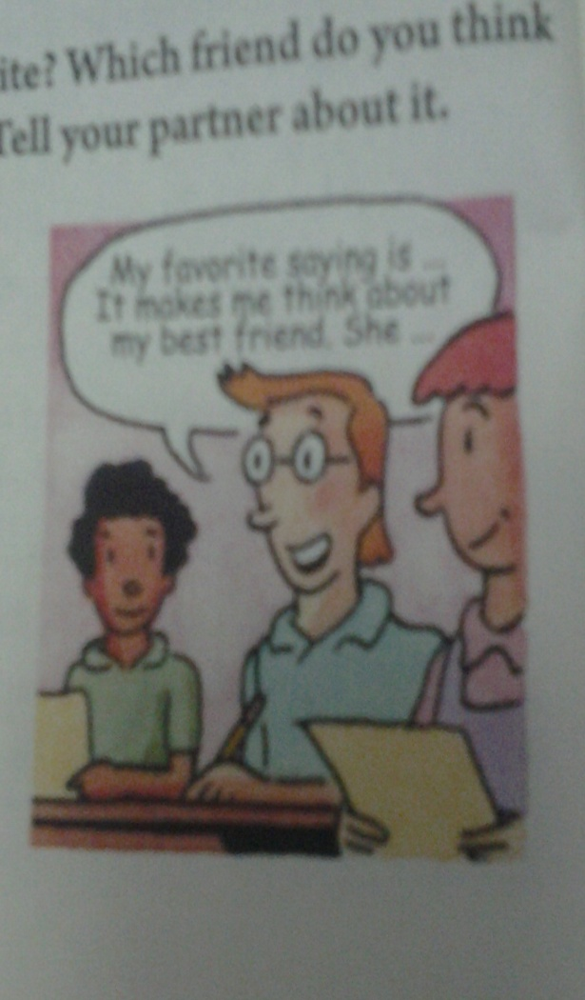 ite? Which friend do you think
Tell your partner about it.
My favorite saying is ...
It makes me think about
my best friend. She ...